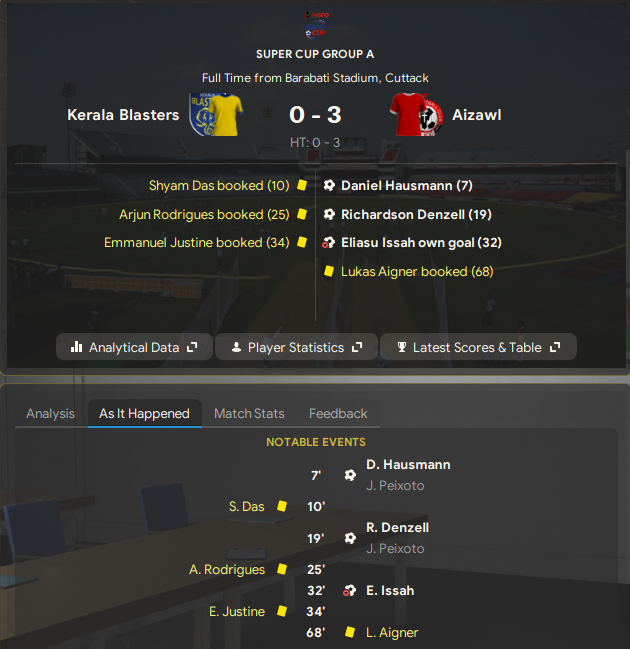 SUPER CUP GROUP A
Full Time from Barabati Stadium, Cuttack
Kerala Blasters 0 - 3 Aizawl
HT: 0 - 3
Shyam Das booked (10) Daniel Hausmann (7)
Arjun Rodrigues booked (25) Richardson Denzell (19)
Emmanuel Justine booked (34) Eliasu Issah own goal (32)
Lukas Aigner booked (68)
Analytical Data Player Statistics Latest Scores & Table
Analysis As It Happened Match Stats Feedback
NOTABLE EVENTS
7' D. Hausmann
J. Peixoto
S. Das 10'
19' R. Denzell
J. Peixoto
A. Rodrigues 25'
32' E. Issah
E. Justine 34'
68' L. Aigner